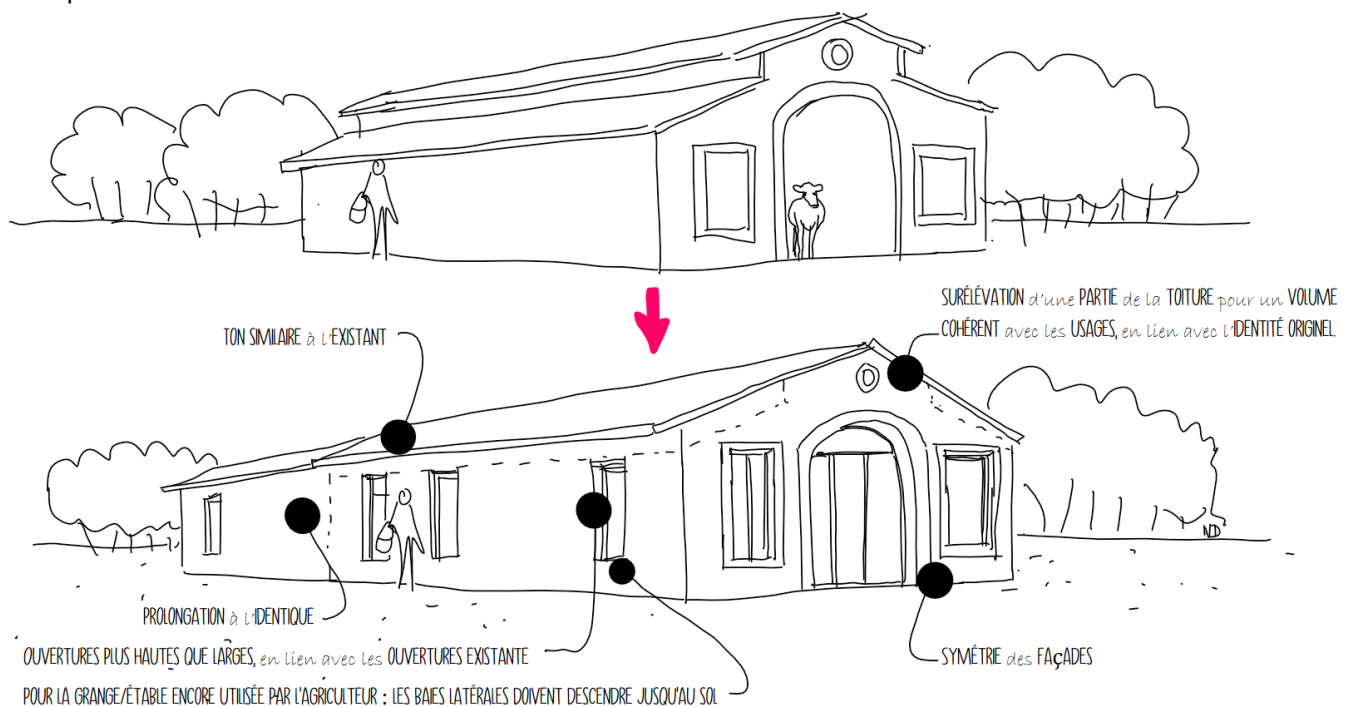 SURÉLÉVATION d'une PARTIE de la TOITURE pour un VOLUME
COHÉRENT avec les USAGES, en lien avec l'IDENTITÉ ORIGINEL.
TON SIMILAIRE à l'EXISTANT
PROLONGATION à l'IDENTIQUE
OUVERTURES PLUS HAUTES QUE LARGES, en lien avec les OUVERTURES EXISTANTE
SYMÉTRIE des FAÇADES
POUR LA GRANGE/ÉTABLE ENCORE UTILISÉE PAR L'AGRICULTEUR : LES BAIES LATÉRALES DOIVENT DESCENDRE JUSQU'AU SOL
ND